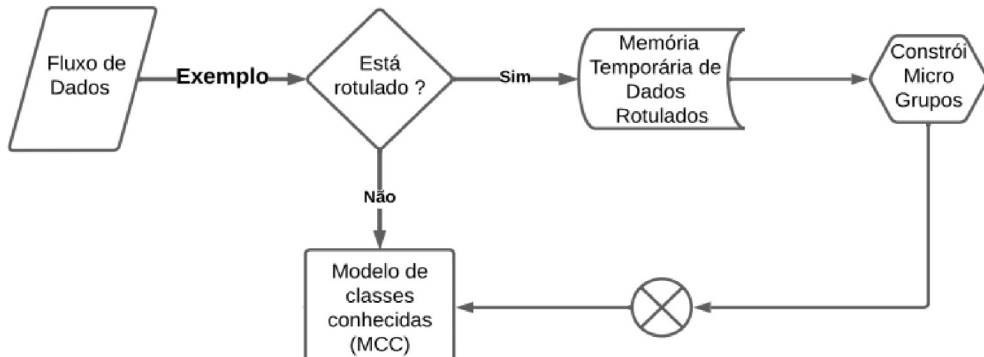 Fluxo de
Dados
Exemplo
Está
rotulado ?
Sim
Memória
Temporária de
Dados
Rotulados
Constrói
Micro
Grupos
Não
Modelo de
classes
conhecidas
(MCC)